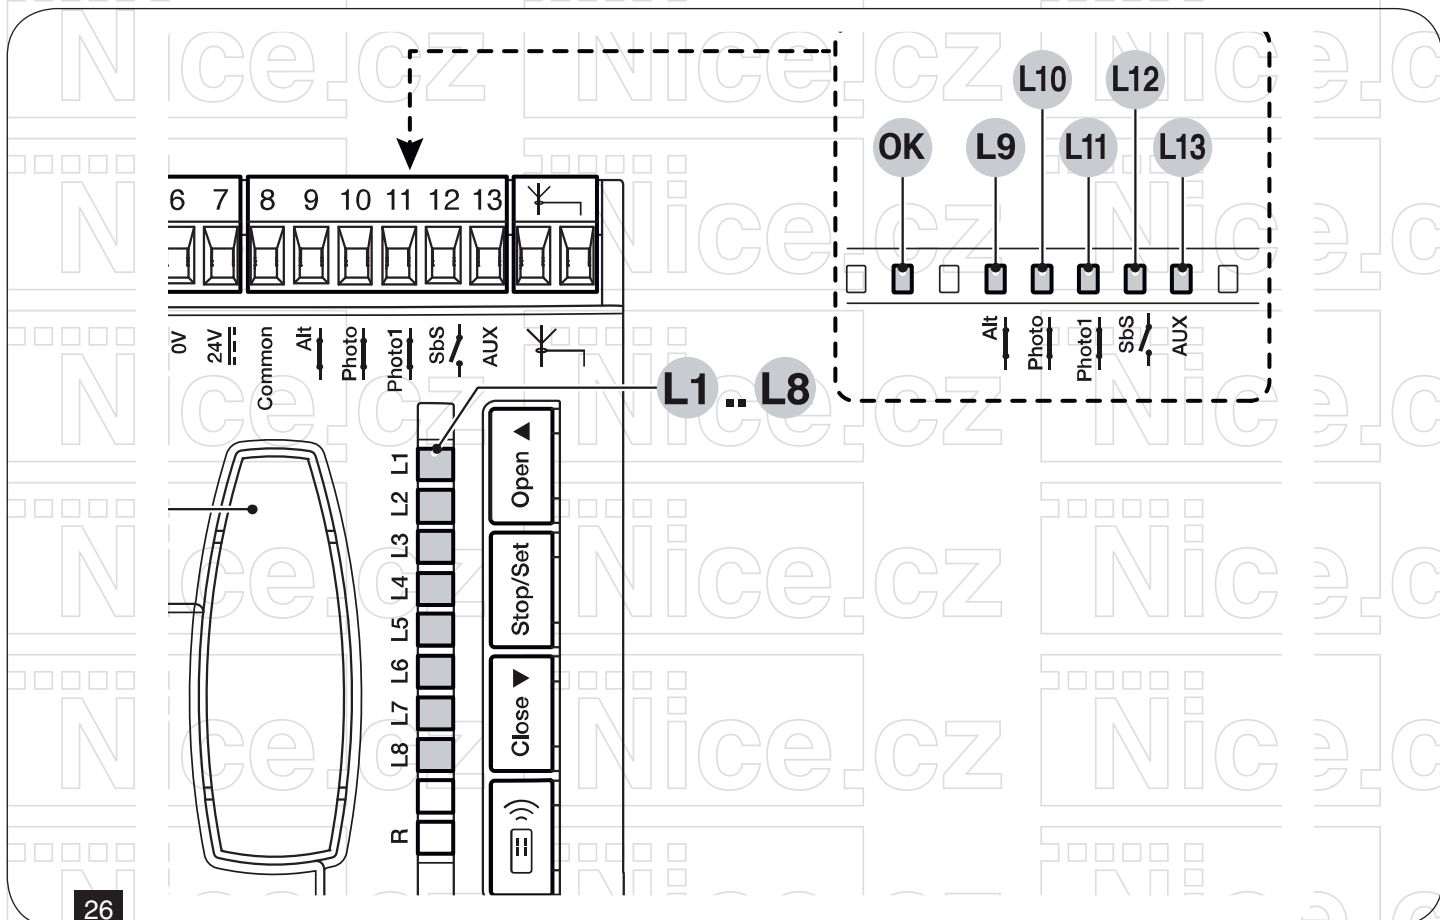 L10 L12
OK L9 L11 L13
6 7 8 9 10 11 12 13
Alt Photo Photo1 SbS AUX
0V 24V Common Alt Photo Photo1 SbS AUX
L1 .. L8
L1
L2
L3
L4
L5
L6
L7
L8
R
Open ▲
Stop/Set
Close ▼
26
Nice.cz